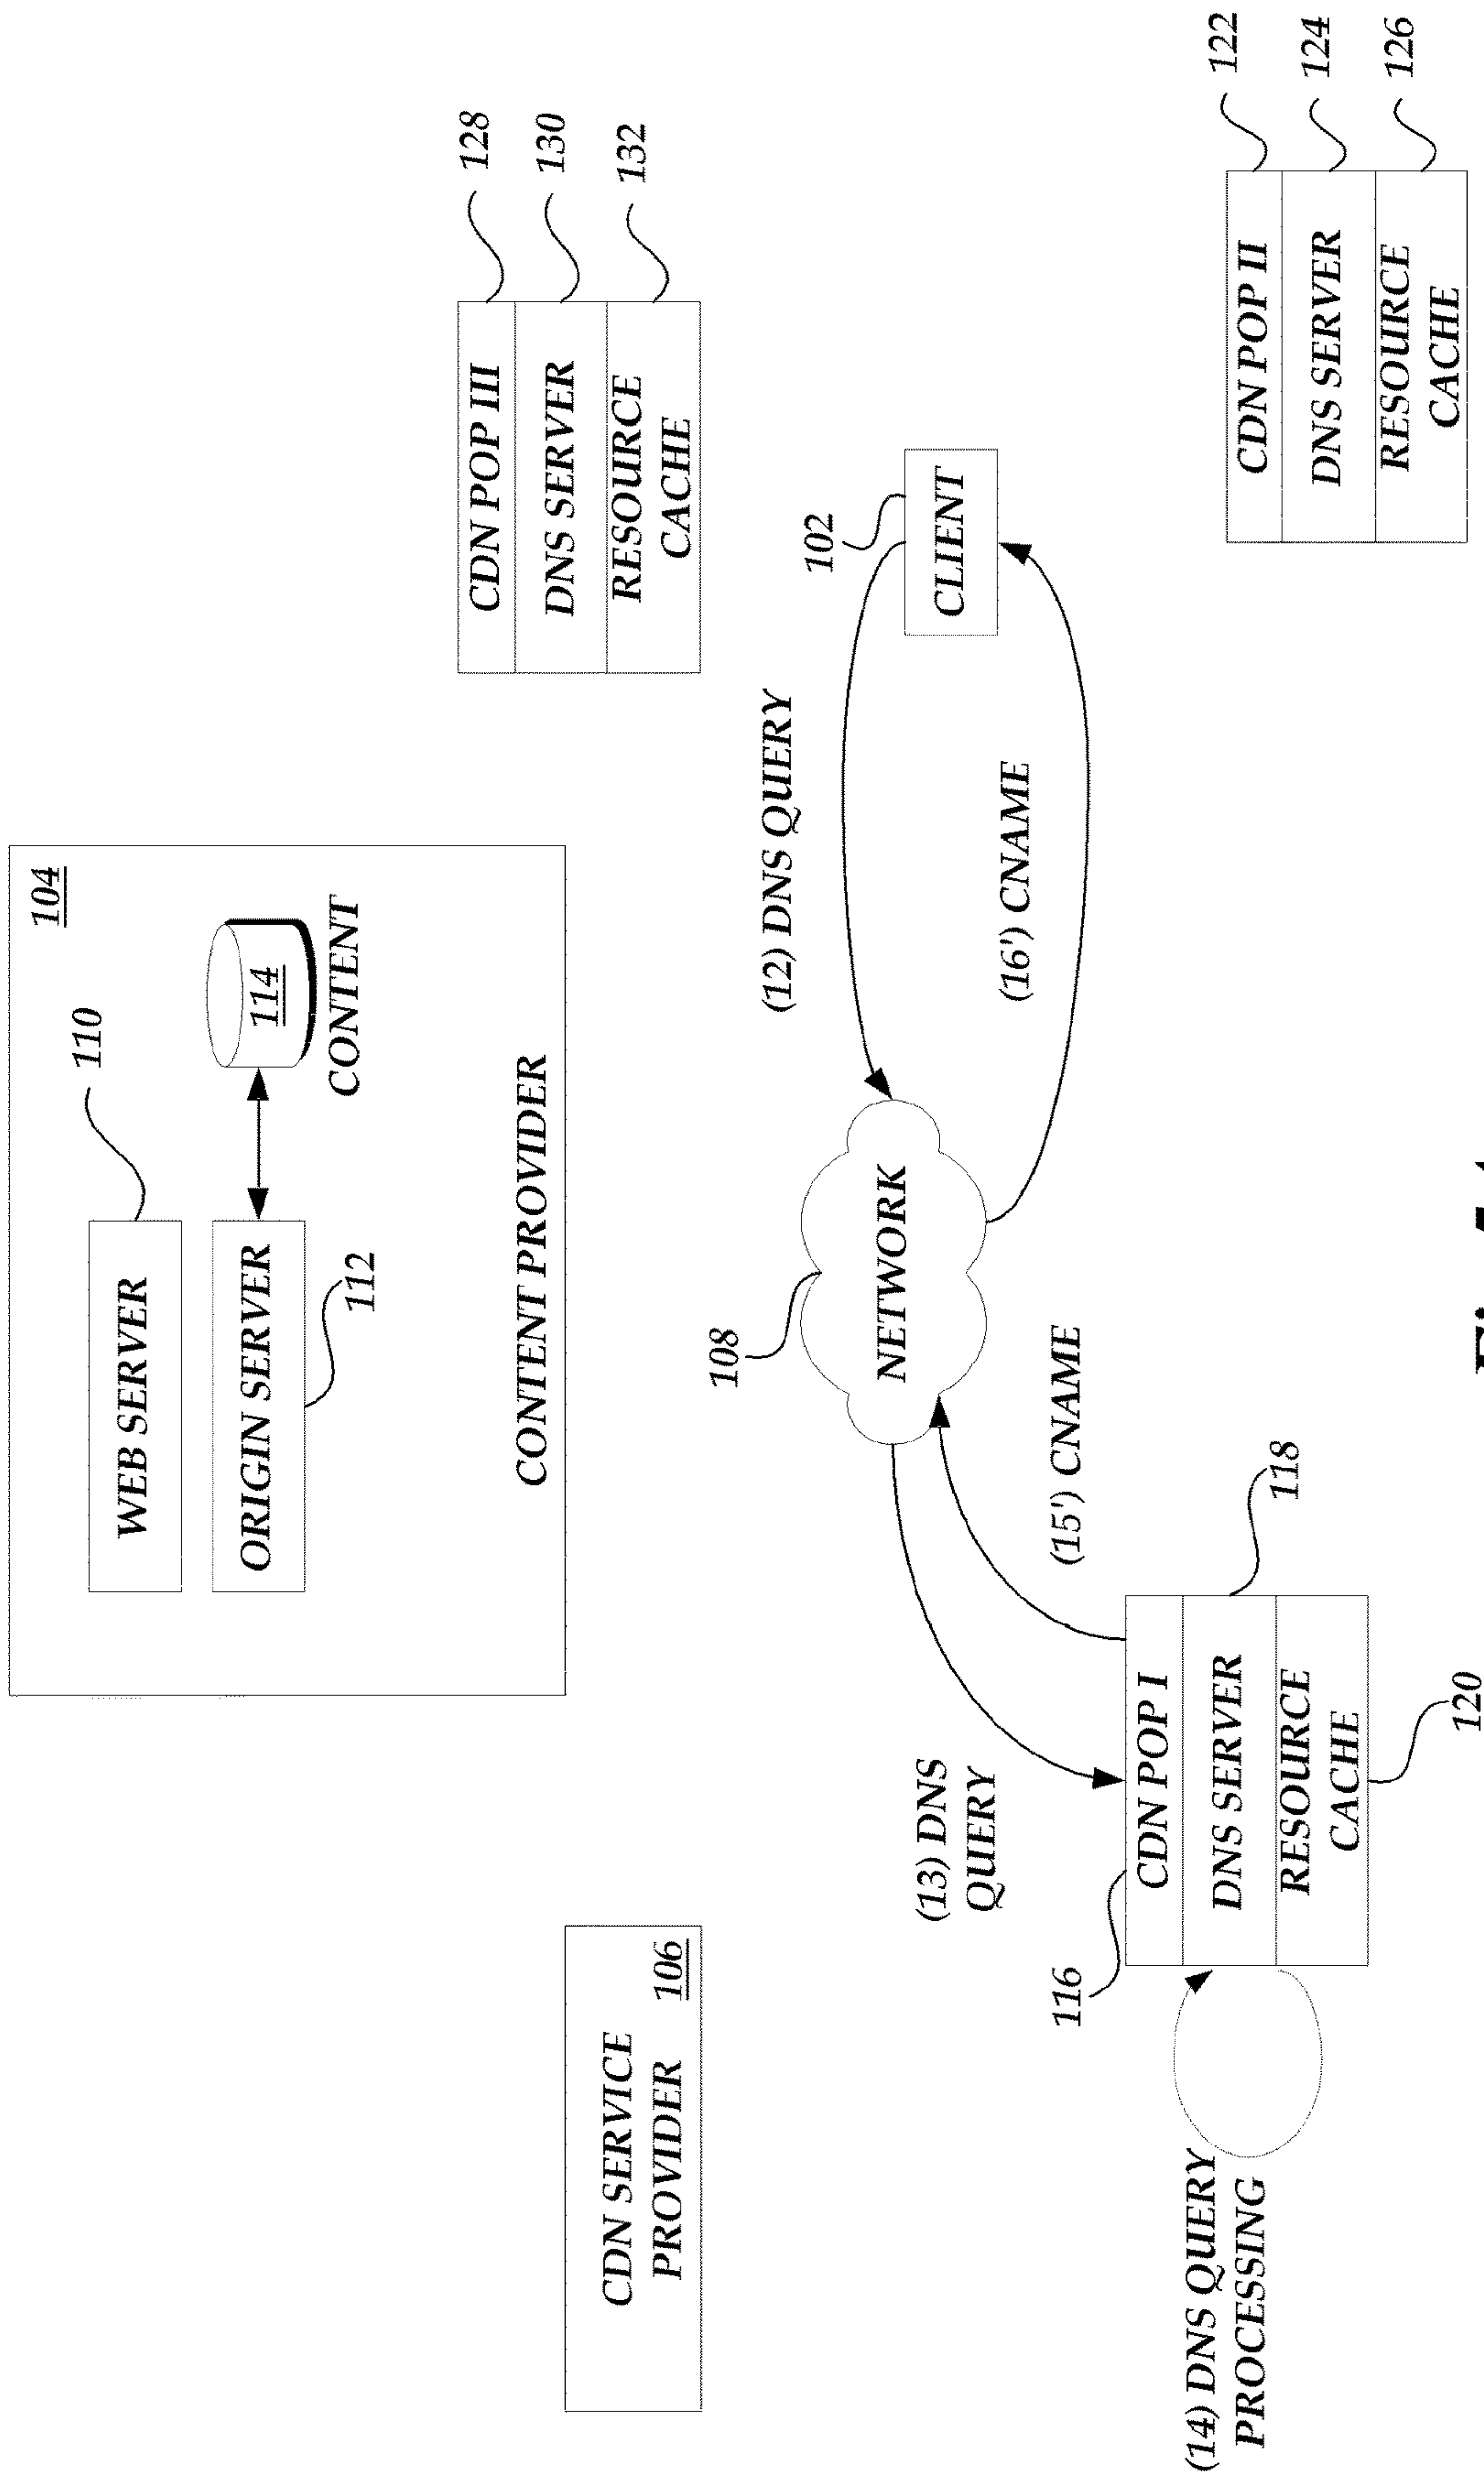 104
110
WEB SERVER
ORIGIN SERVER
114
CONTENT
112
CONTENT PROVIDER
CDN SERVICE
PROVIDER
106
CDN POP III
DNS SERVER
RESOURCE
CACHE
128
130
132
108
NETWORK
(12) DNS QUERY
102
CLIENT
(16') CNAME
(13) DNS
QUERY
(15') CNAME
116
CDN POP I
DNS SERVER
RESOURCE
CACHE
118
120
(14) DNS QUERY
PROCESSING
CDN POP II
DNS SERVER
RESOURCE
CACHE
122
124
126